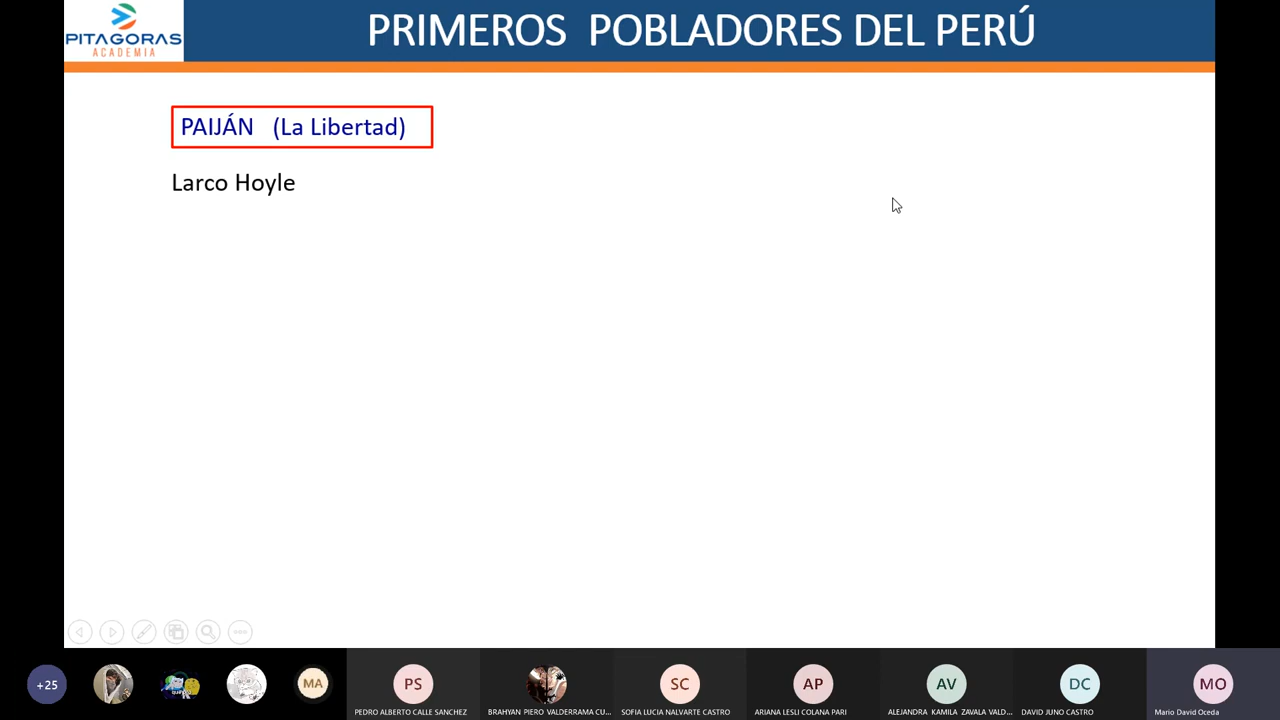 PITAGORAS
ACADEMIA
PRIMEROS POBLADORES DEL PERÚ
PAIJÁN (La Libertad)
Larco Hoyle
+25
MA
PS
SC
AP
AV
DC
MO
PEDRO ALBERTO CALLE SANCHEZ
BRAHYAN PIERO VALDERRAMA CU...
SOFIA LUCIA NALVARTE CASTRO
ARIANA LESLI COLANA PARI
ALEJANDRA KAMILA ZAVALA VALD...
DAVID JUNO CASTRO
Mario David Oceda